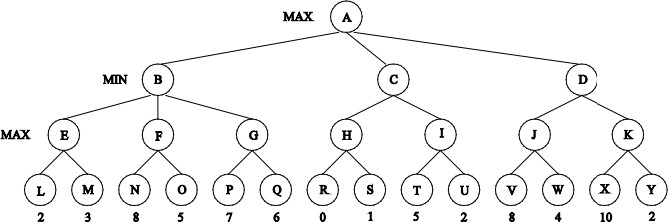 MAX A
MIN B C D
MAX E F G H I J K
L M N O P Q R S T U V W X Y
2 3 8 5 7 6 0 1 5 2 8 4 10 2